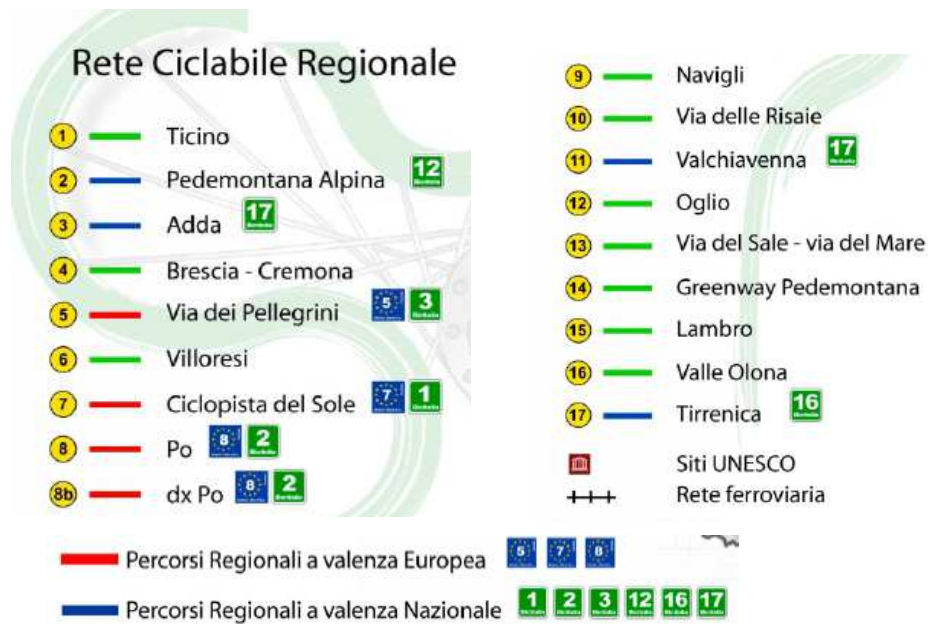 Rete Ciclabile Regionale
1 Ticino
2 Pedemontana Alpina 12
3 Adda 17
4 Brescia - Cremona
5 Via dei Pellegrini 5 3
6 Villoresi
7 Ciclopista del Sole 7 1
8 Po 8 2
8b dx Po 8 2
9 Navigli
10 Via delle Risaie
11 Valchiavenna 17
12 Oglio
13 Via del Sale - via del Mare
14 Greenway Pedemontana
15 Lambro
16 Valle Olona
17 Tirrenica 16
Siti UNESCO
Rete ferroviaria
Percorsi Regionali a valenza Europea 5 7 8
Percorsi Regionali a valenza Nazionale 1 2 3 12 16 17